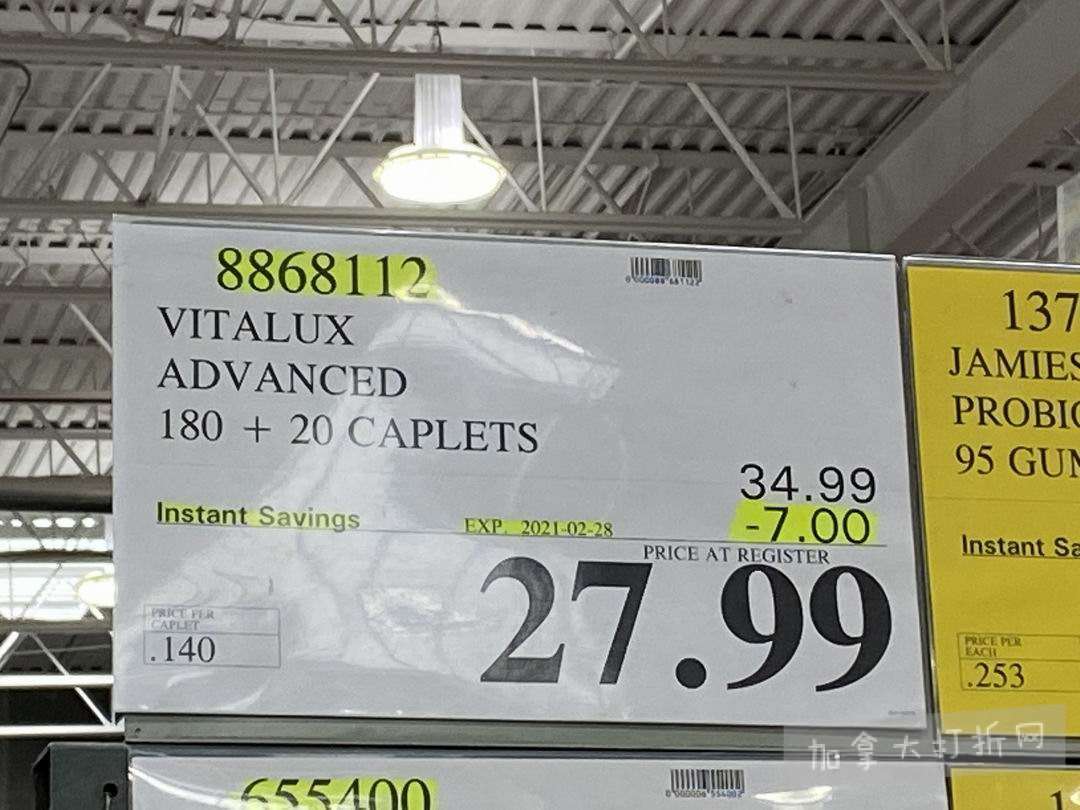 8868112
VITALUX
ADVANCED
180 + 20 CAPLETS
34.99
Instant Savings EXP. 2021-02-28 -7.00
PRICE AT REGISTER
27.99
PRICE PER
CAPLET
.140
137
JAMIES
PROBIO
95 GUM
Instant Sa
PRICE PER
EACH
.253
655400
加拿大打折网